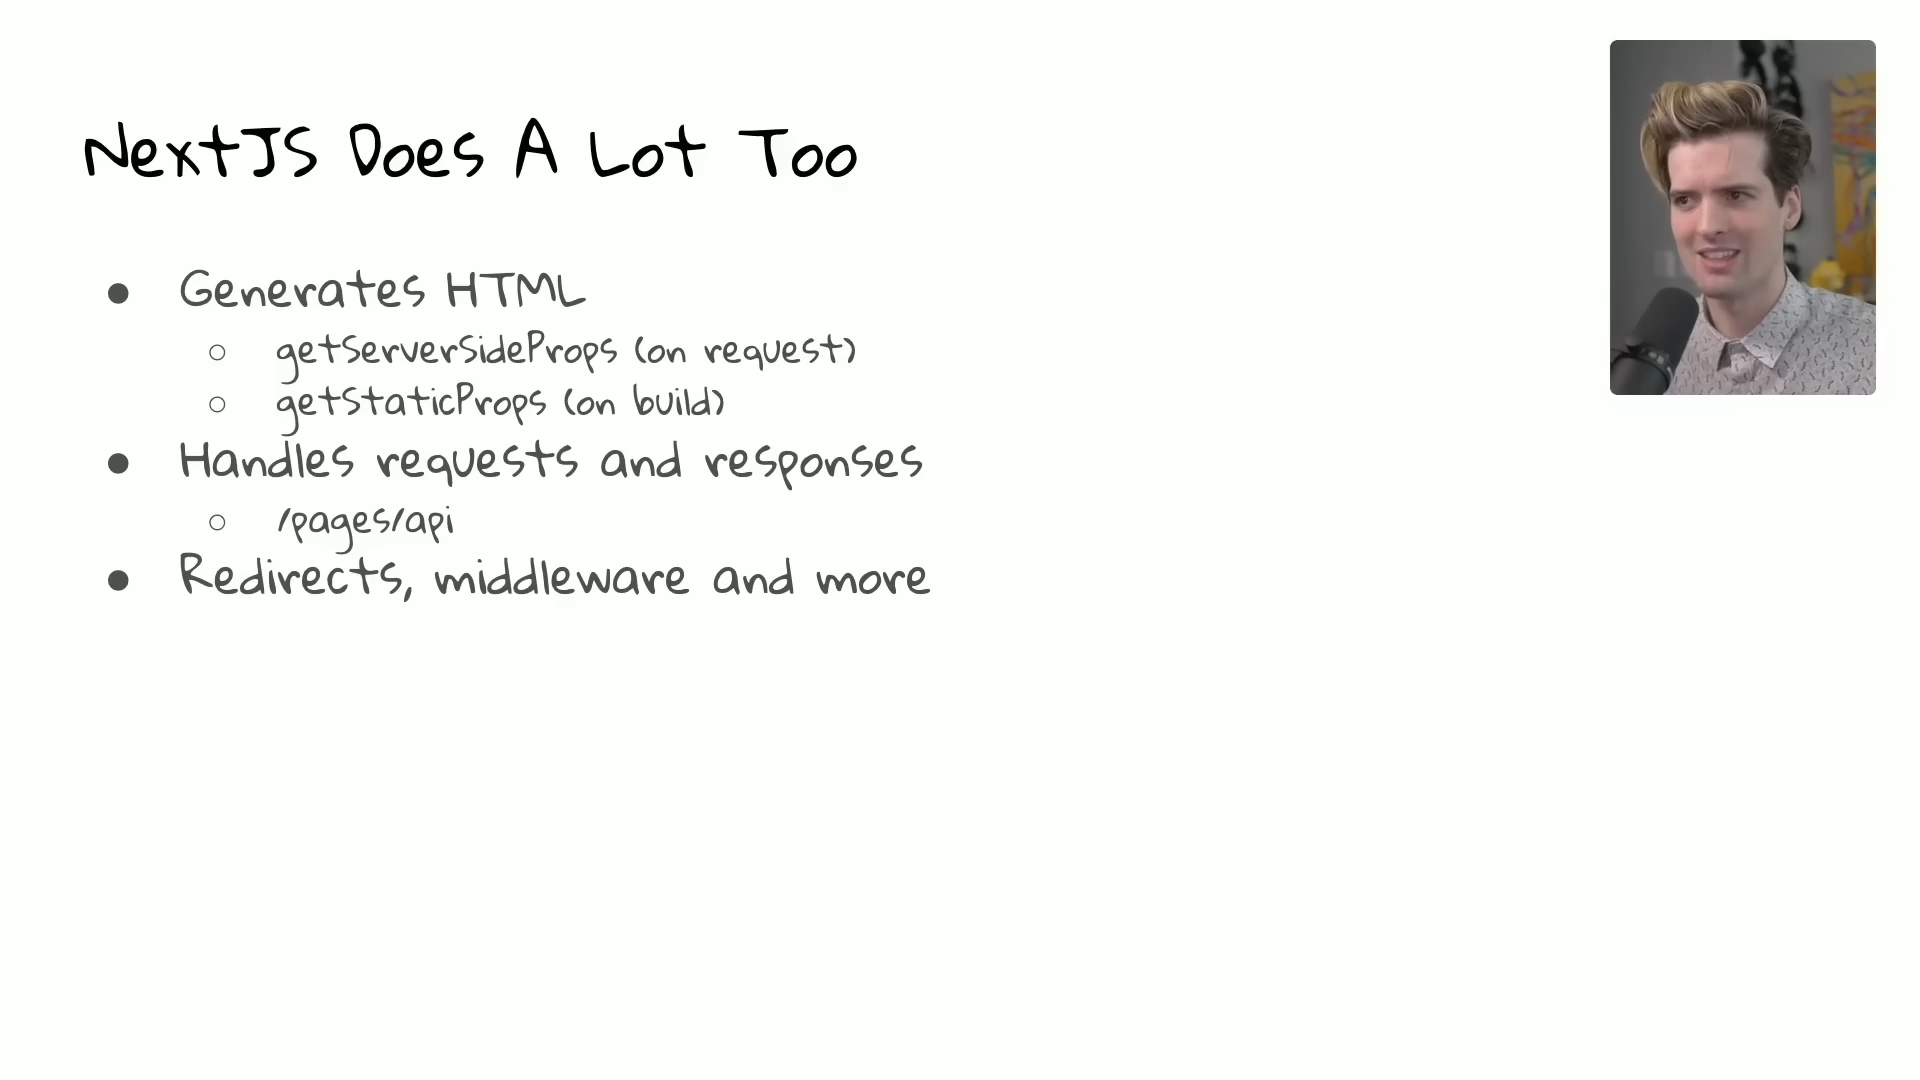 NextJS Does A Lot Too
● Generates HTML
○ getServerSideProps (on request)
○ getStaticProps (on build)
● Handles requests and responses
○ /pages/api
● Redirects, middleware and more